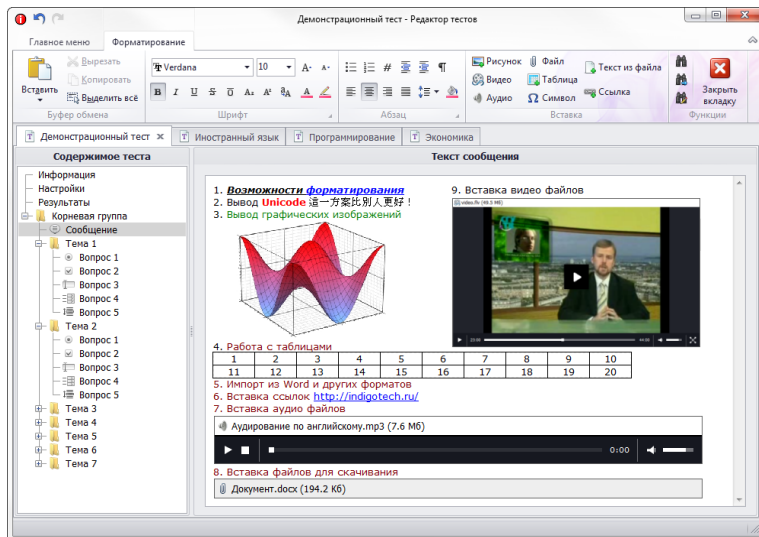 Демонстрационный тест - Редактор тестов
Главное меню Форматирование
Вставить
Вырезать
Копировать
Выделить всё
Буфер обмена
Verdana 10
Шрифт
Абзац
Рисунок Файл Текст из файла
Видео Таблица
Аудио Символ Ссылка
Вставка
Закрыть вкладку
Функции
Демонстрационный тест Иностранный язык Программирование Экономика
Содержимое теста
Информация
Настройки
Результаты
Корневая группа
Сообщение
Тема 1
Вопрос 1
Вопрос 2
Вопрос 3
Вопрос 4
Вопрос 5
Тема 2
Вопрос 1
Вопрос 2
Вопрос 3
Вопрос 4
Вопрос 5
Тема 3
Тема 4
Тема 5
Тема 6
Тема 7
Текст сообщения
1. Возможности форматирования
2. Вывод Unicode 這一方案比別人更好！
3. Вывод графических изображений
9. Вставка видео файлов
video.flv (49.5 Мб)
4. Работа с таблицами
1 2 3 4 5 6 7 8 9 10
11 12 13 14 15 16 17 18 19 20
5. Импорт из Word и других форматов
6. Вставка ссылок http://indigotech.ru/
7. Вставка аудио файлов
Аудирование по английскому.mp3 (7.6 Мб)
0:00
8. Вставка файлов для скачивания
Документ.docx (194.2 Кб)